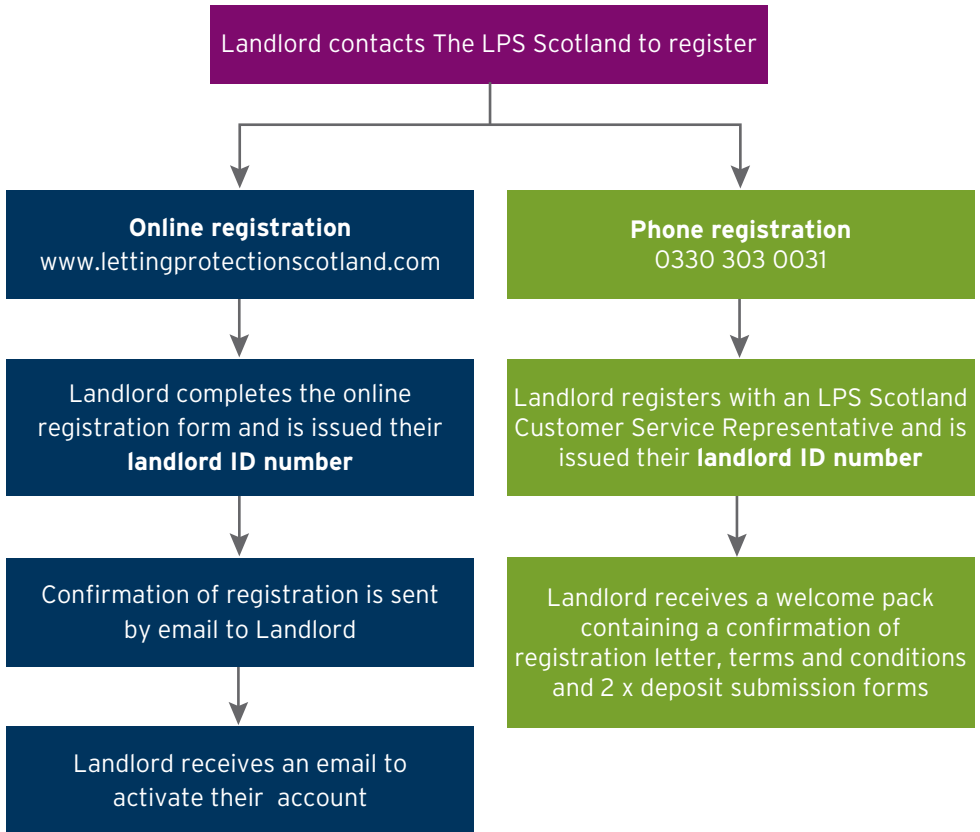 Landlord contacts The LPS Scotland to register
Online registration
www.lettingprotectionscotland.com
Landlord completes the online
registration form and is issued their
landlord ID number
Confirmation of registration is sent
by email to Landlord
Landlord receives an email to
activate their account
Phone registration
0330 303 0031
Landlord registers with an LPS Scotland
Customer Service Representative and is
issued their landlord ID number
Landlord receives a welcome pack
containing a confirmation of
registration letter, terms and conditions
and 2 x deposit submission forms